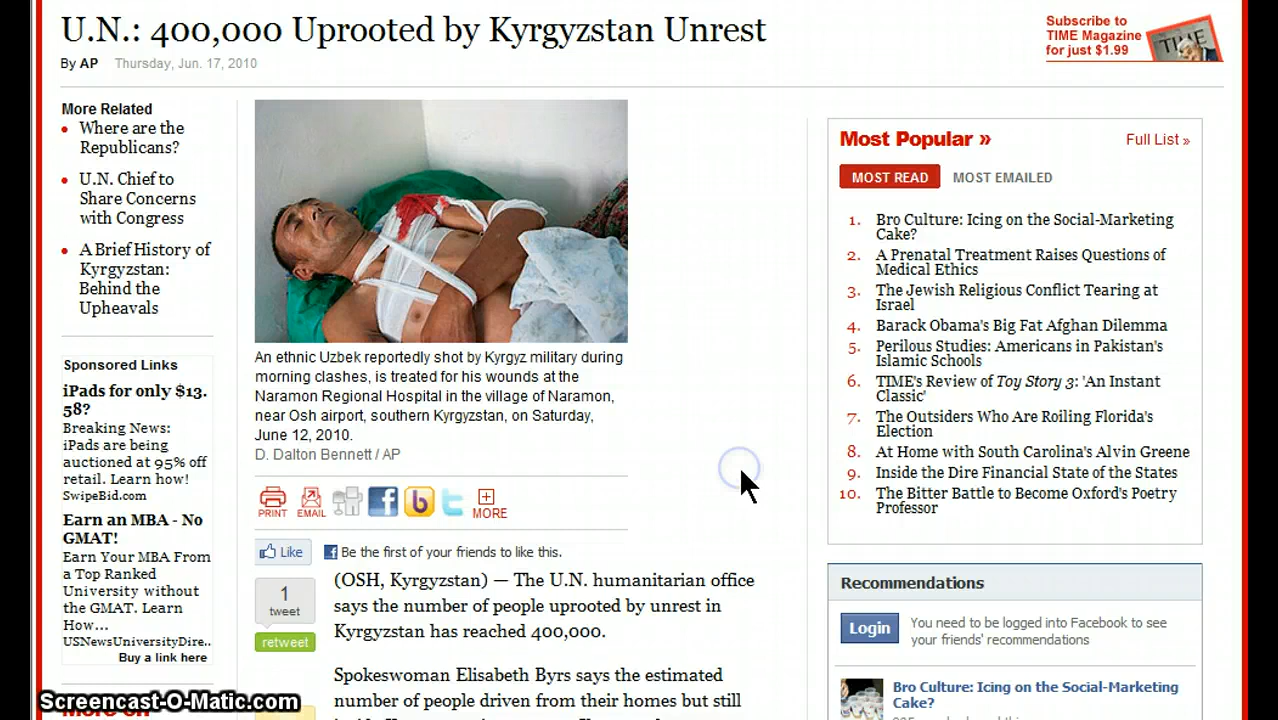 U.N.: 400,000 Uprooted by Kyrgyzstan Unrest
By AP Thursday, Jun. 17, 2010
Subscribe to
TIME Magazine
for just $1.99
TIME
More Related
Where are the
Republicans?
U.N. Chief to
Share Concerns
with Congress
A Brief History of
Kyrgyzstan:
Behind the
Upheavals
Sponsored Links
iPads for only $13.
58?
Breaking News:
iPads are being
auctioned at 95% off
retail. Learn how!
SwipeBid.com
Earn an MBA - No
GMAT!
Earn Your MBA From
a Top Ranked
University without
the GMAT. Learn
How...
USNewsUniversityDire..
Buy a link here
An ethnic Uzbek reportedly shot by Kyrgyz military during
morning clashes, is treated for his wounds at the
Naramon Regional Hospital in the village of Naramon,
near Osh airport, southern Kyrgyzstan, on Saturday,
June 12, 2010.
D. Dalton Bennett / AP
PRINT EMAIL MORE
Like Be the first of your friends to like this.
1
tweet
retweet
(OSH, Kyrgyzstan) — The U.N. humanitarian office
says the number of people uprooted by unrest in
Kyrgyzstan has reached 400,000.
Spokeswoman Elisabeth Byrs says the estimated
number of people driven from their homes but still
Most Popular »
Full List »
MOST READ MOST EMAILED
1. Bro Culture: Icing on the Social-Marketing
Cake?
2. A Prenatal Treatment Raises Questions of
Medical Ethics
3. The Jewish Religious Conflict Tearing at
Israel
4. Barack Obama's Big Fat Afghan Dilemma
5. Perilous Studies: Americans in Pakistan's
Islamic Schools
6. TIME's Review of Toy Story 3: 'An Instant
Classic'
7. The Outsiders Who Are Roiling Florida's
Election
8. At Home with South Carolina's Alvin Greene
9. Inside the Dire Financial State of the States
10. The Bitter Battle to Become Oxford's Poetry
Professor
Recommendations
Login
You need to be logged into Facebook to see
your friends' recommendations
Bro Culture: Icing on the Social-Marketing
Cake?
Screencast-O-Matic.com